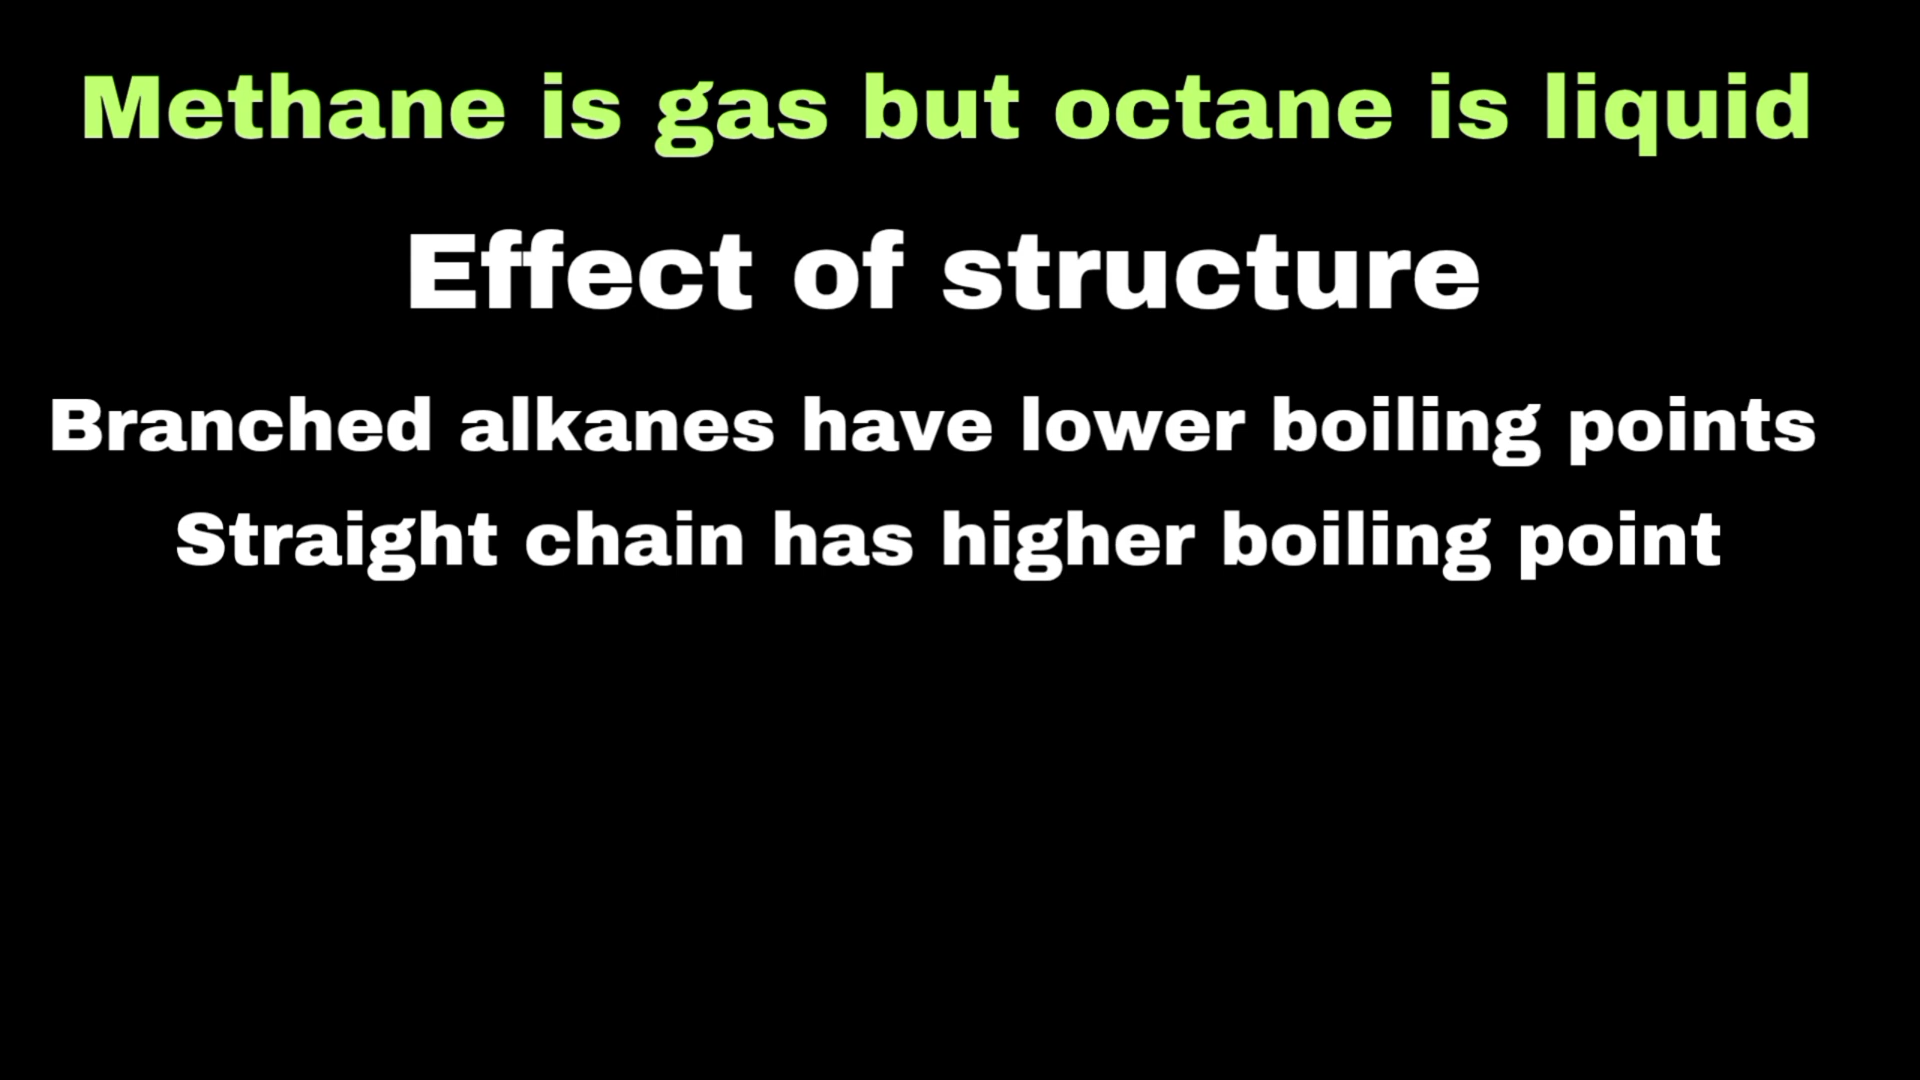 Methane is gas but octane is liquid
Effect of structure
Branched alkanes have lower boiling points
Straight chain has higher boiling point